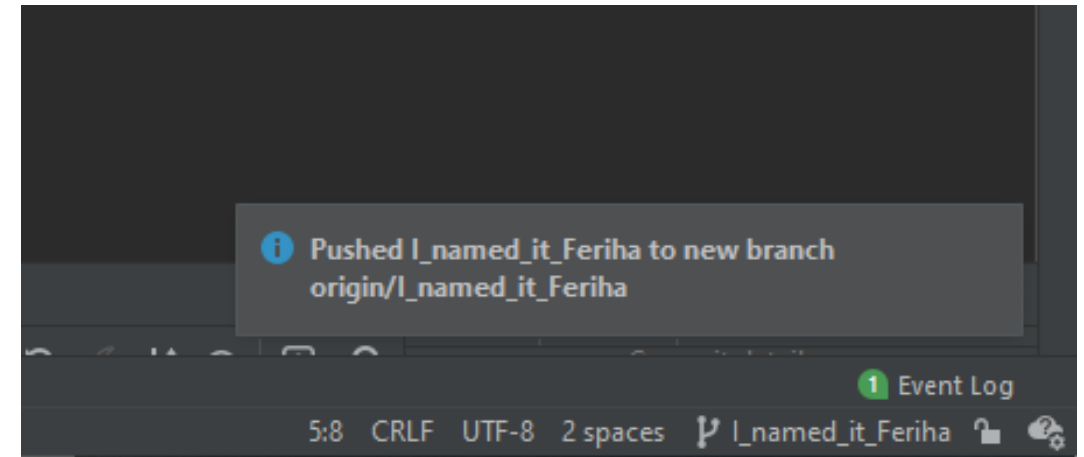 Pushed I_named_it_Feriha to new branch
origin/I_named_it_Feriha
1 Event Log
5:8 CRLF UTF-8 2 spaces I_named_it_Feriha